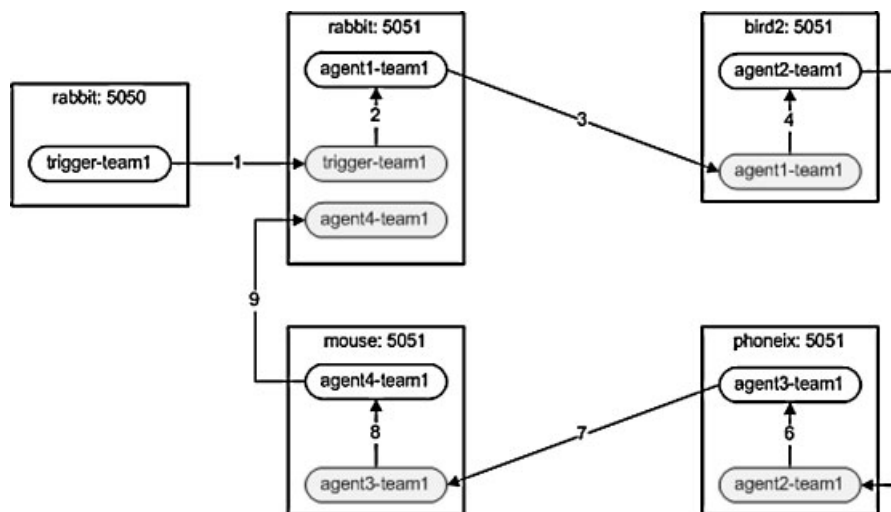 rabbit: 5050
trigger-team1
1
rabbit: 5051
agent1-team1
2
trigger-team1
agent4-team1
3
bird2: 5051
agent2-team1
4
agent1-team1
9
mouse: 5051
agent4-team1
8
agent3-team1
7
phoneix: 5051
agent3-team1
6
agent2-team1